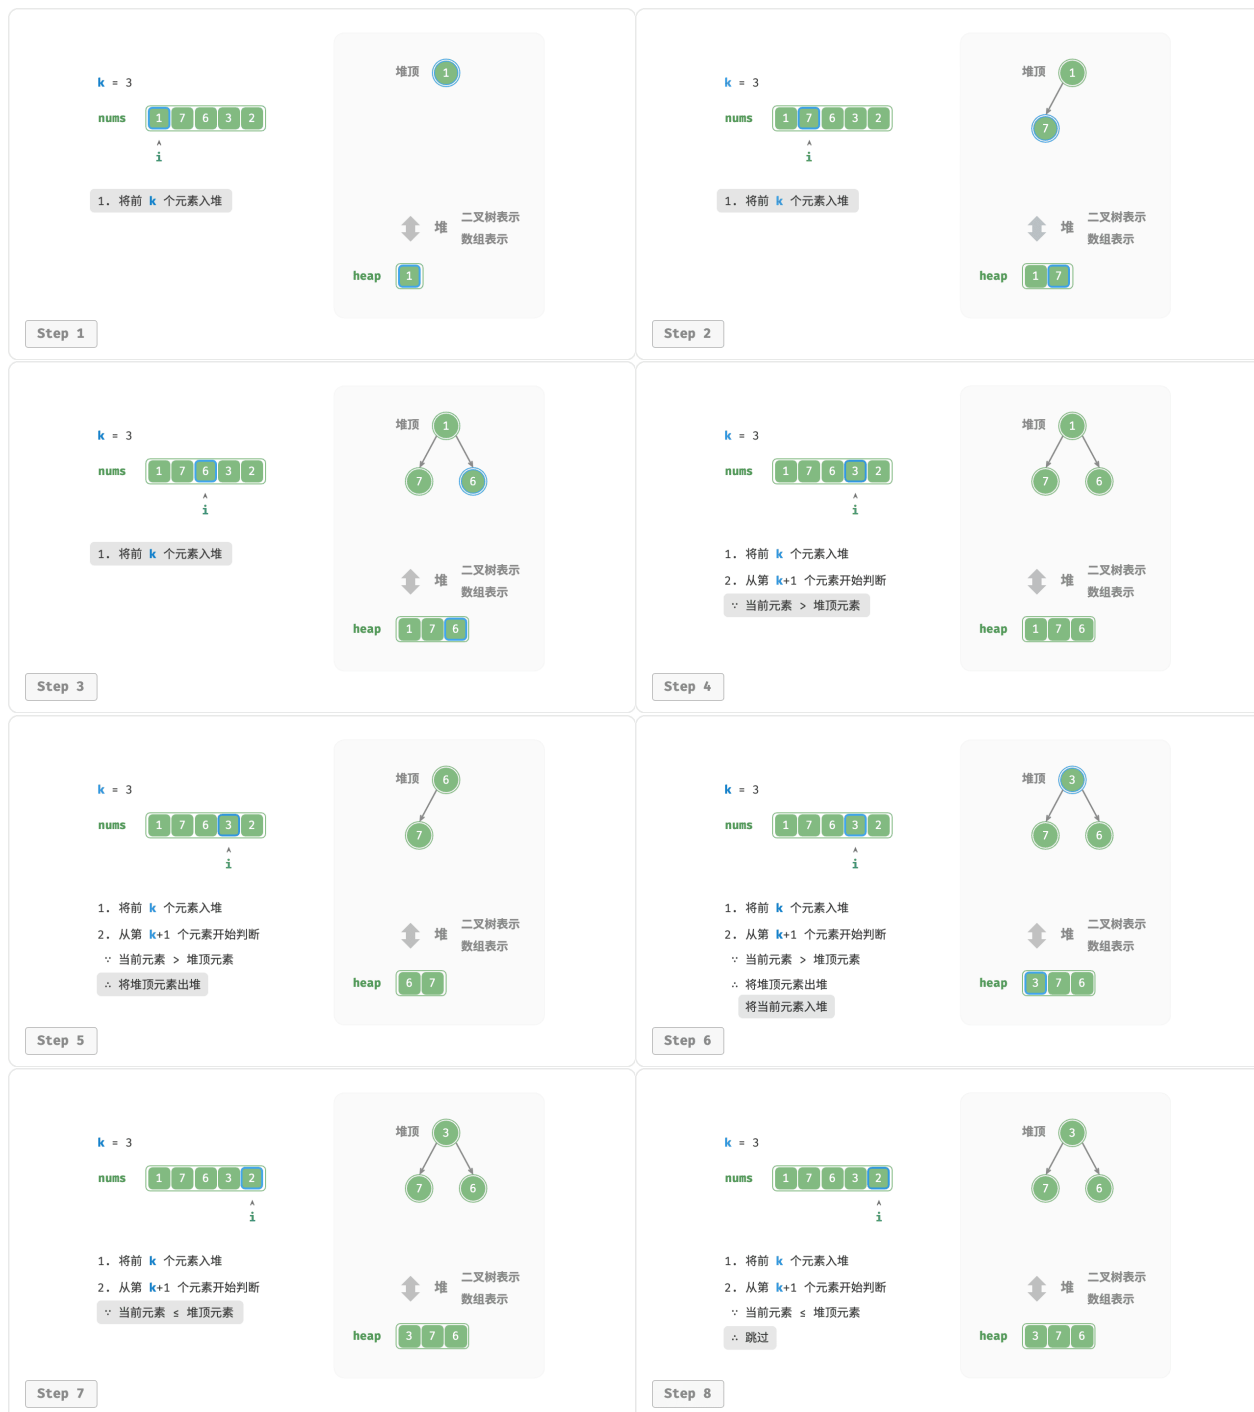 k = 3
nums 1 7 6 3 2
i
1. 将前 k 个元素入堆
堆顶 1
堆 二叉树表示
数组表示
heap 1
Step 1
k = 3
nums 1 7 6 3 2
i
1. 将前 k 个元素入堆
堆顶 1
7
堆 二叉树表示
数组表示
heap 1 7
Step 2
k = 3
nums 1 7 6 3 2
i
1. 将前 k 个元素入堆
堆顶 1
7 6
堆 二叉树表示
数组表示
heap 1 7 6
Step 3
k = 3
nums 1 7 6 3 2
i
1. 将前 k 个元素入堆
2. 从第 k+1 个元素开始判断
∵ 当前元素 > 堆顶元素
堆顶 1
7 6
堆 二叉树表示
数组表示
heap 1 7 6
Step 4
k = 3
nums 1 7 6 3 2
i
1. 将前 k 个元素入堆
2. 从第 k+1 个元素开始判断
∵ 当前元素 > 堆顶元素
∴ 将堆顶元素出堆
堆顶 6
7
堆 二叉树表示
数组表示
heap 6 7
Step 5
k = 3
nums 1 7 6 3 2
i
1. 将前 k 个元素入堆
2. 从第 k+1 个元素开始判断
∵ 当前元素 > 堆顶元素
∴ 将堆顶元素出堆
将当前元素入堆
堆顶 3
7 6
堆 二叉树表示
数组表示
heap 3 7 6
Step 6
k = 3
nums 1 7 6 3 2
i
1. 将前 k 个元素入堆
2. 从第 k+1 个元素开始判断
∵ 当前元素 ≤ 堆顶元素
堆顶 3
7 6
堆 二叉树表示
数组表示
heap 3 7 6
Step 7
k = 3
nums 1 7 6 3 2
i
1. 将前 k 个元素入堆
2. 从第 k+1 个元素开始判断
∵ 当前元素 ≤ 堆顶元素
∴ 跳过
堆顶 3
7 6
堆 二叉树表示
数组表示
heap 3 7 6
Step 8